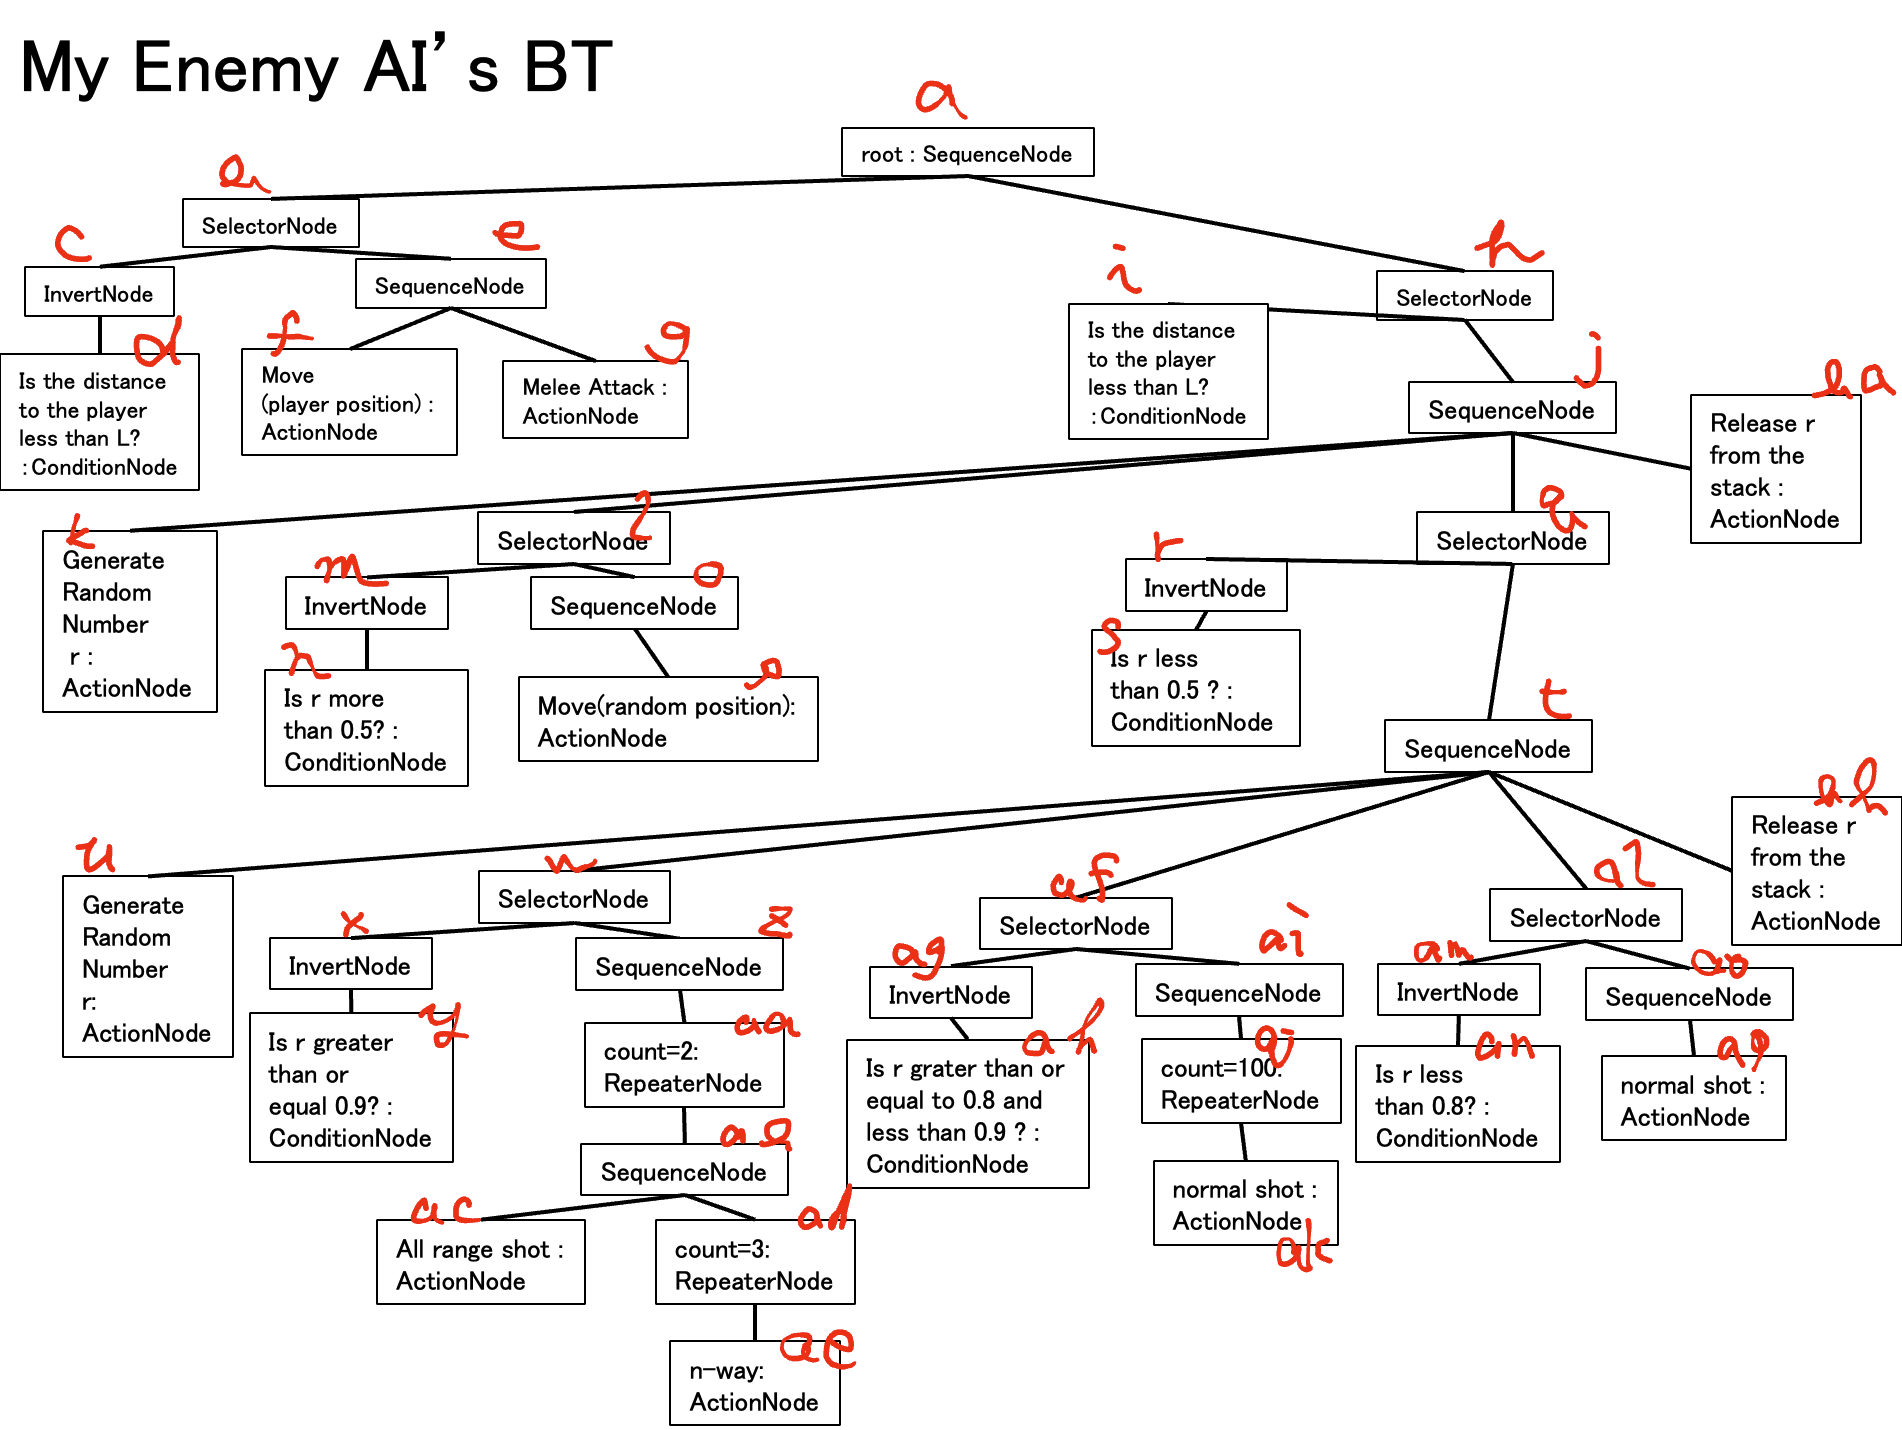 My Enemy AI’s BT
a
root : SequenceNode
SelectorNode
c
InvertNode
d
Is the distance
to the player
less than L?
:ConditionNode
e
SequenceNode
f
Move
(player position) :
ActionNode
g
Melee Attack :
ActionNode
h
SelectorNode
i
Is the distance
to the player
less than L?
:ConditionNode
j
SequenceNode
k
Generate
Random
Number
r :
ActionNode
l
SelectorNode
m
InvertNode
n
Is r more
than 0.5? :
ConditionNode
o
SequenceNode
Move(random position):
ActionNode
SelectorNode
r
InvertNode
s
Is r less
than 0.5 ? :
ConditionNode
t
SequenceNode
a
Release r
from the
stack :
ActionNode
u
Generate
Random
Number
r:
ActionNode
SelectorNode
x
InvertNode
y
Is r greater
than or
equal 0.9? :
ConditionNode
z
SequenceNode
aa
count=2:
RepeaterNode
SequenceNode
ac
All range shot :
ActionNode
ad
count=3:
RepeaterNode
ae
n-way:
ActionNode
af
SelectorNode
ag
InvertNode
ah
Is r grater than or
equal to 0.8 and
less than 0.9 ? :
ConditionNode
ai
SequenceNode
aj
count=100:
RepeaterNode
normal shot :
ActionNode
ak
al
SelectorNode
am
InvertNode
an
Is r less
than 0.8? :
ConditionNode
ao
SequenceNode
ap
normal shot :
ActionNode
Release r
from the
stack :
ActionNode